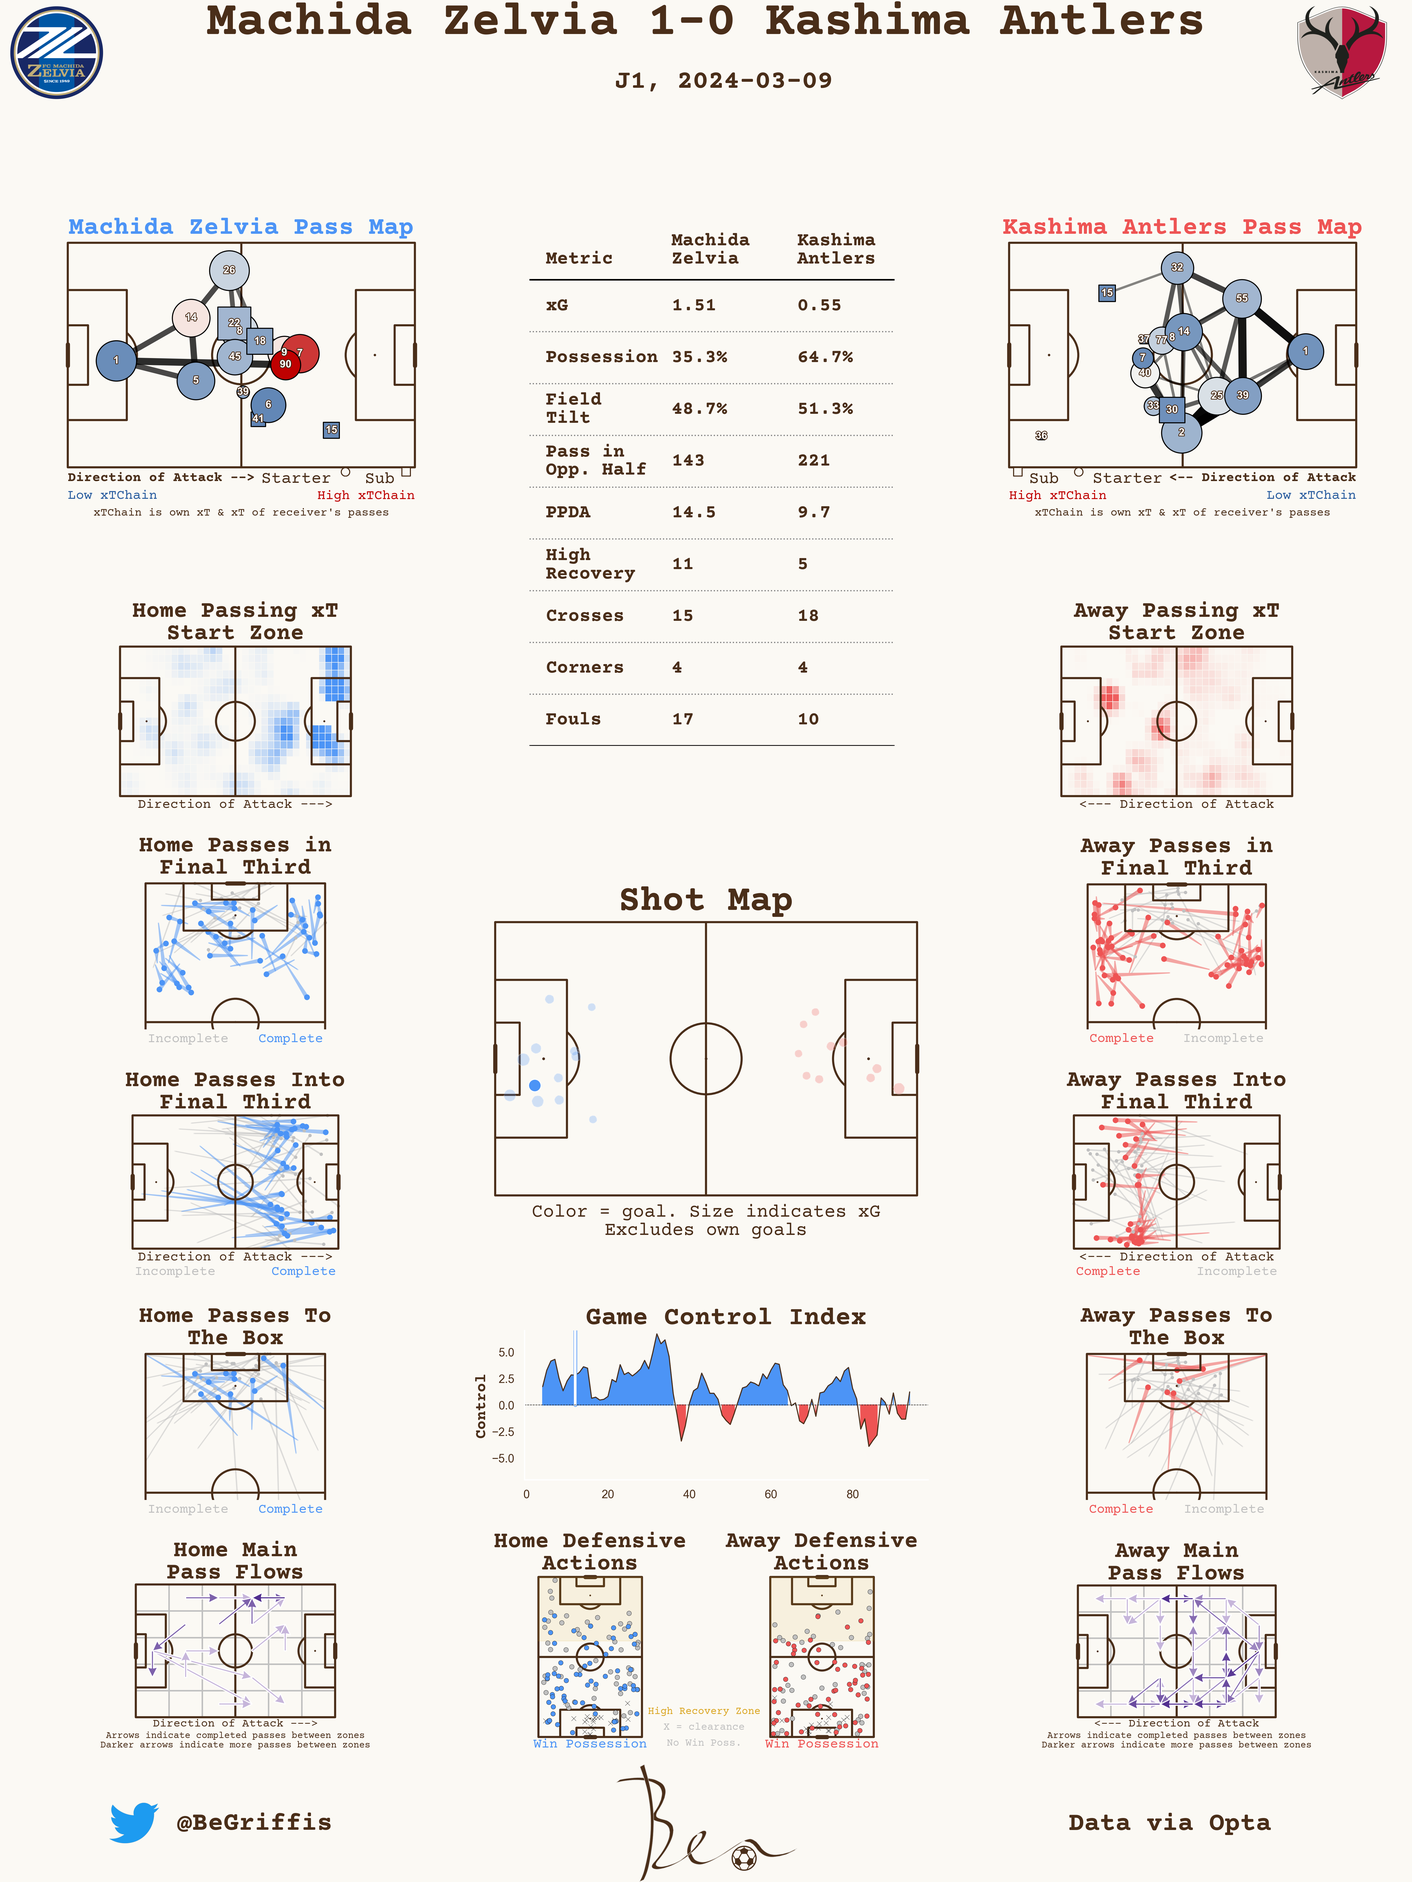 Machida Zelvia 1-0 Kashima Antlers
J1, 2024-03-09
FC MACHIDA
ZELVIA
SINCE 1989
KASHIMA
Antlers
Machida Zelvia Pass Map
26
14
22
8
18
1
45
9
7
90
5
39
6
41
15
Direction of Attack --> Starter Sub
Low xTChain High xTChain
xTChain is own xT & xT of receiver's passes
Metric Machida Zelvia Kashima Antlers
xG 1.51 0.55
Possession 35.3% 64.7%
Field Tilt 48.7% 51.3%
Pass in Opp. Half 143 221
PPDA 14.5 9.7
High Recovery 11 5
Crosses 15 18
Corners 4 4
Fouls 17 10
Kashima Antlers Pass Map
32
15
55
14
37
77
8
7
1
40
25
39
33
30
2
36
Sub Starter <-- Direction of Attack
High xTChain Low xTChain
xTChain is own xT & xT of receiver's passes
Home Passing xT
Start Zone
Direction of Attack --->
Away Passing xT
Start Zone
<--- Direction of Attack
Home Passes in
Final Third
Incomplete Complete
Away Passes in
Final Third
Complete Incomplete
Shot Map
Color = goal. Size indicates xG
Excludes own goals
Home Passes Into
Final Third
Direction of Attack --->
Incomplete Complete
Away Passes Into
Final Third
<--- Direction of Attack
Complete Incomplete
Home Passes To
The Box
Incomplete Complete
Game Control Index
Control
5.0
2.5
0.0
−2.5
−5.0
0 20 40 60 80
Away Passes To
The Box
Complete Incomplete
Home Main
Pass Flows
Direction of Attack --->
Arrows indicate completed passes between zones
Darker arrows indicate more passes between zones
Home Defensive
Actions
Win Possession
High Recovery Zone
X = clearance
No Win Poss.
Away Defensive
Actions
Win Possession
Away Main
Pass Flows
<--- Direction of Attack
Arrows indicate completed passes between zones
Darker arrows indicate more passes between zones
@BeGriffis
Ben
Data via Opta